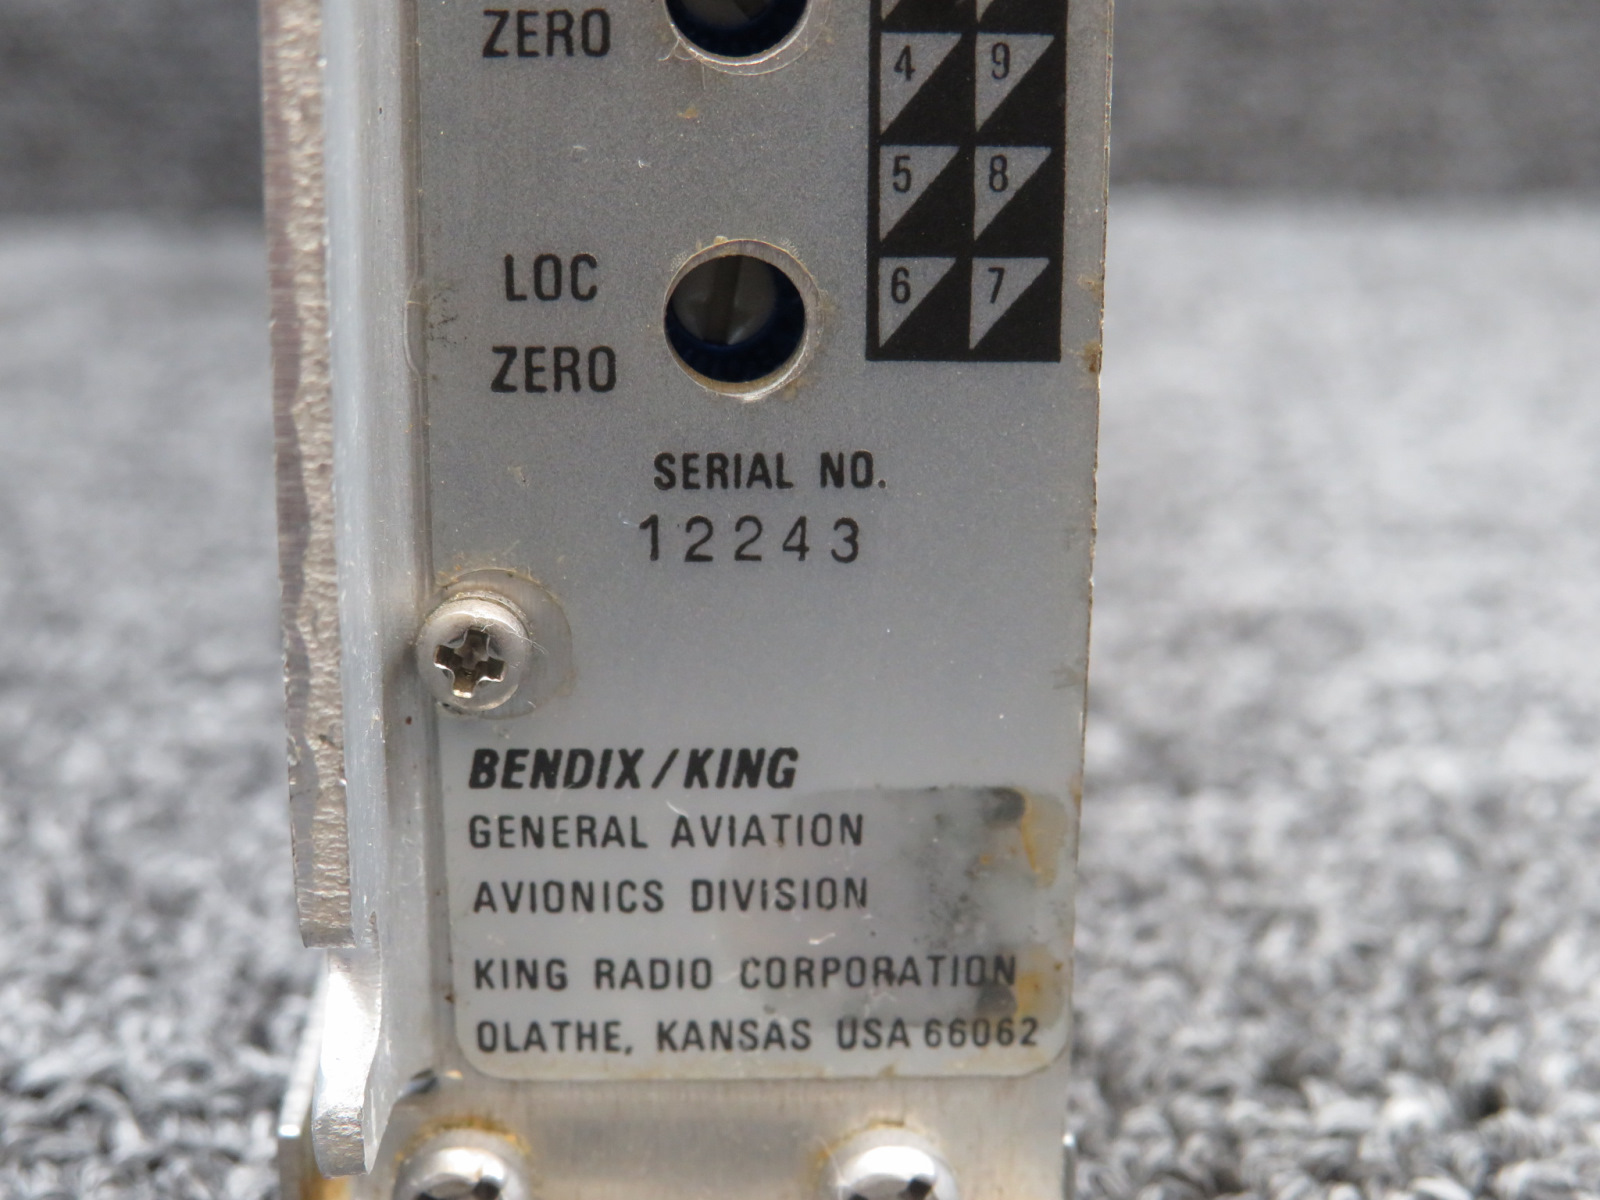 ZERO
4 9
5 8
6 7
LOC
ZERO
SERIAL NO.
12243
BENDIX/KING
GENERAL AVIATION
AVIONICS DIVISION
KING RADIO CORPORATION
OLATHE, KANSAS USA 66062